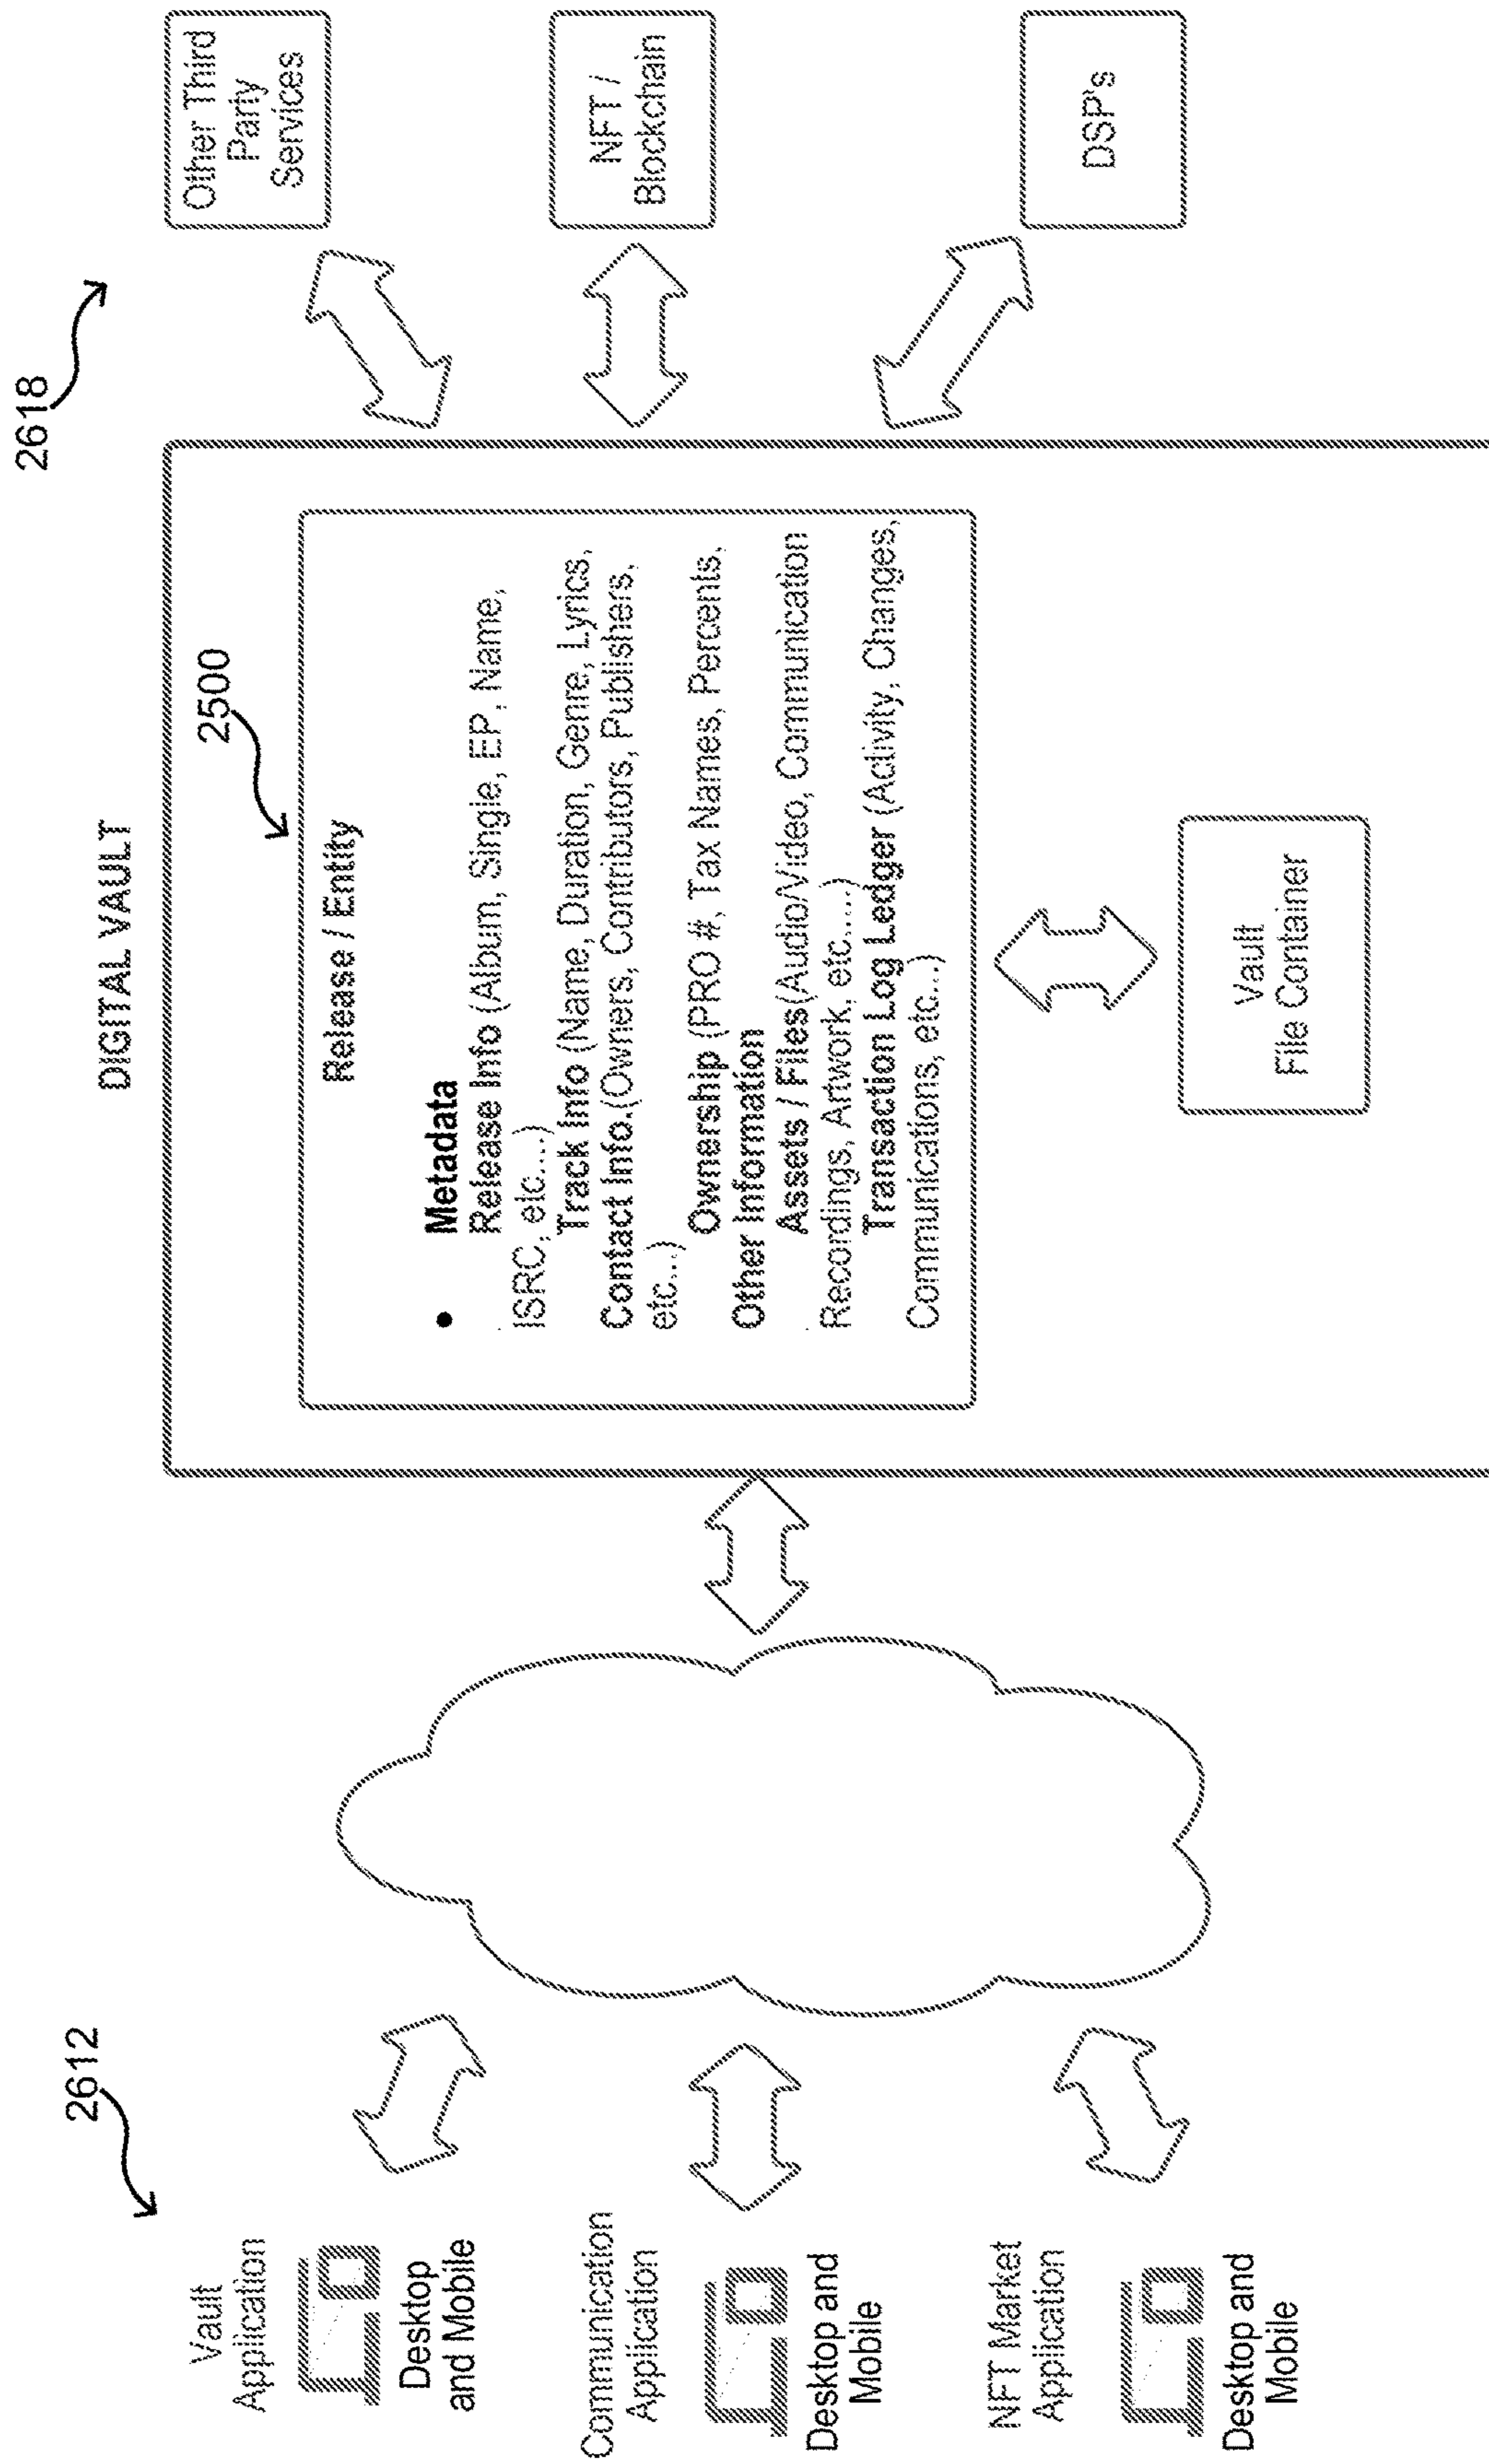 2612
Vault
Application
Desktop
and Mobile
Communication
Application
Desktop and
Mobile
NFT Market
Application
Desktop and
Mobile
DIGITAL VAULT
2500
Release / Entity
• Metadata
Release Info (Album, Single, EP, Name,
ISRC, etc....)
Track Info (Name, Duration, Genre, Lyrics,
Contact Info.(Owners, Contributors, Publishers,
etc...)
Ownership (PRO #, Tax Names, Percents,
Other Information
Assets / Files(Audio/Video, Communication
Recordings, Artwork, etc.....)
Transaction Log Ledger (Activity, Changes,
Communications, etc...)
Vault
File Container
2618
Other Third
Party
Services
NFT /
Blockchain
DSP's